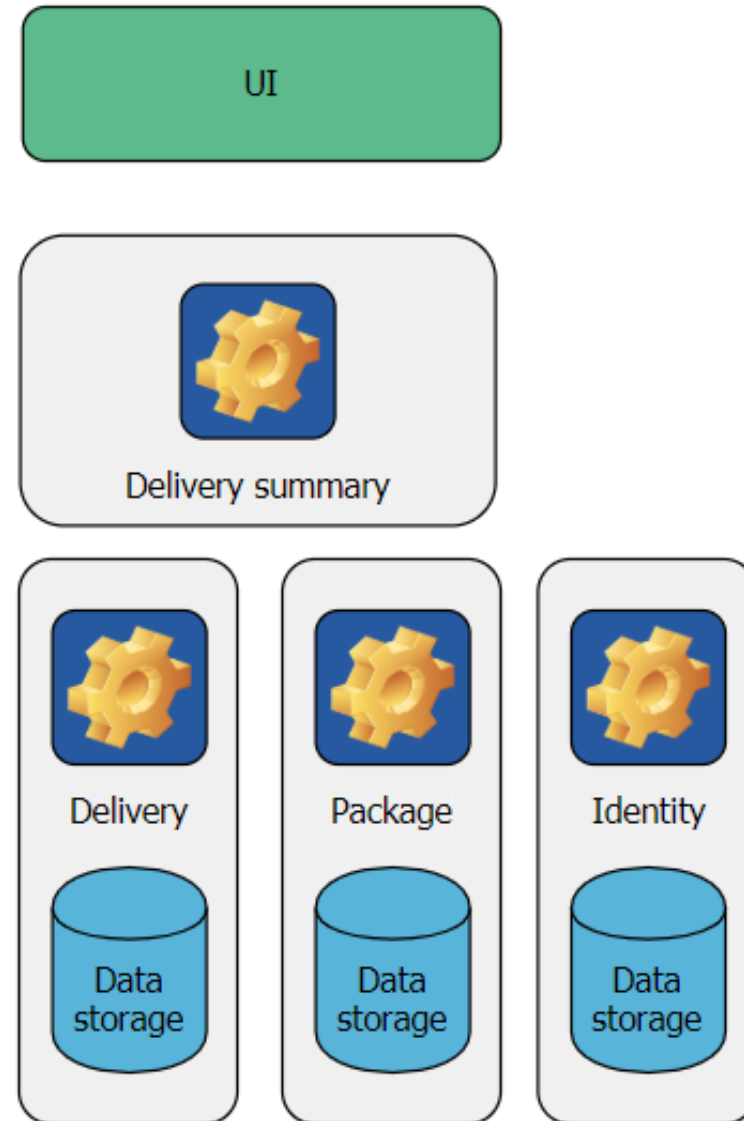 UI
Delivery summary
Delivery
Package
Identity
Data
storage
Data
storage
Data
storage